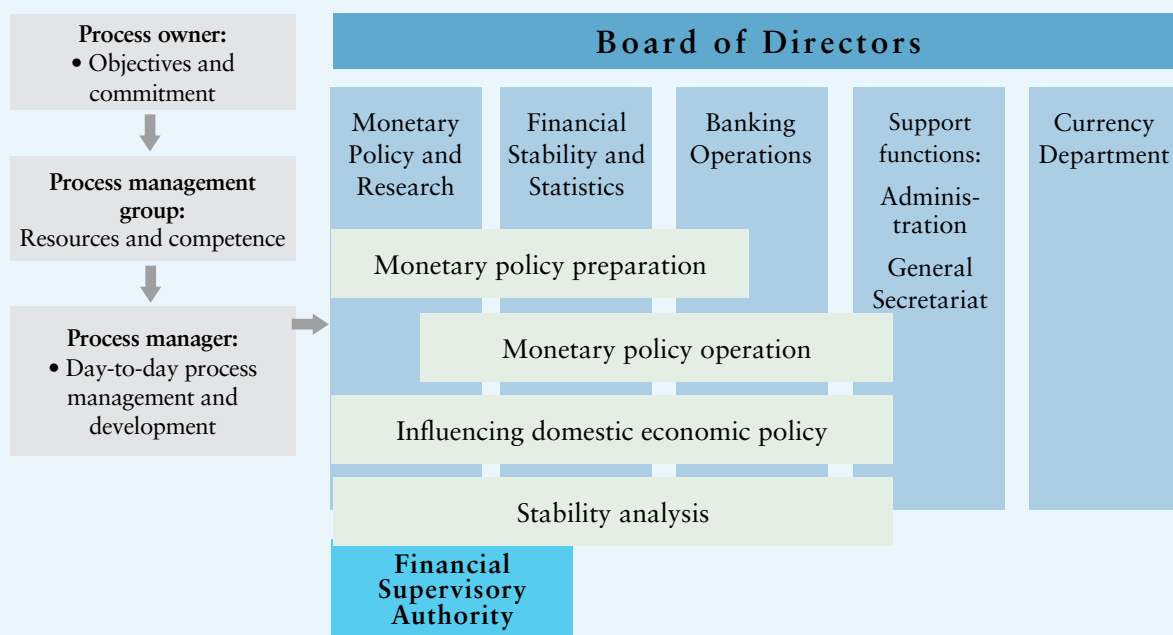 Process owner:
• Objectives and
commitment
Process management
group:
Resources and competence
Process manager:
• Day-to-day process
management and
development
Board of Directors
Monetary
Policy and
Research
Financial
Stability and
Statistics
Banking
Operations
Support
functions:
Adminis-
tration
General
Secretariat
Currency
Department
Monetary policy preparation
Monetary policy operation
Influencing domestic economic policy
Stability analysis
Financial
Supervisory
Authority